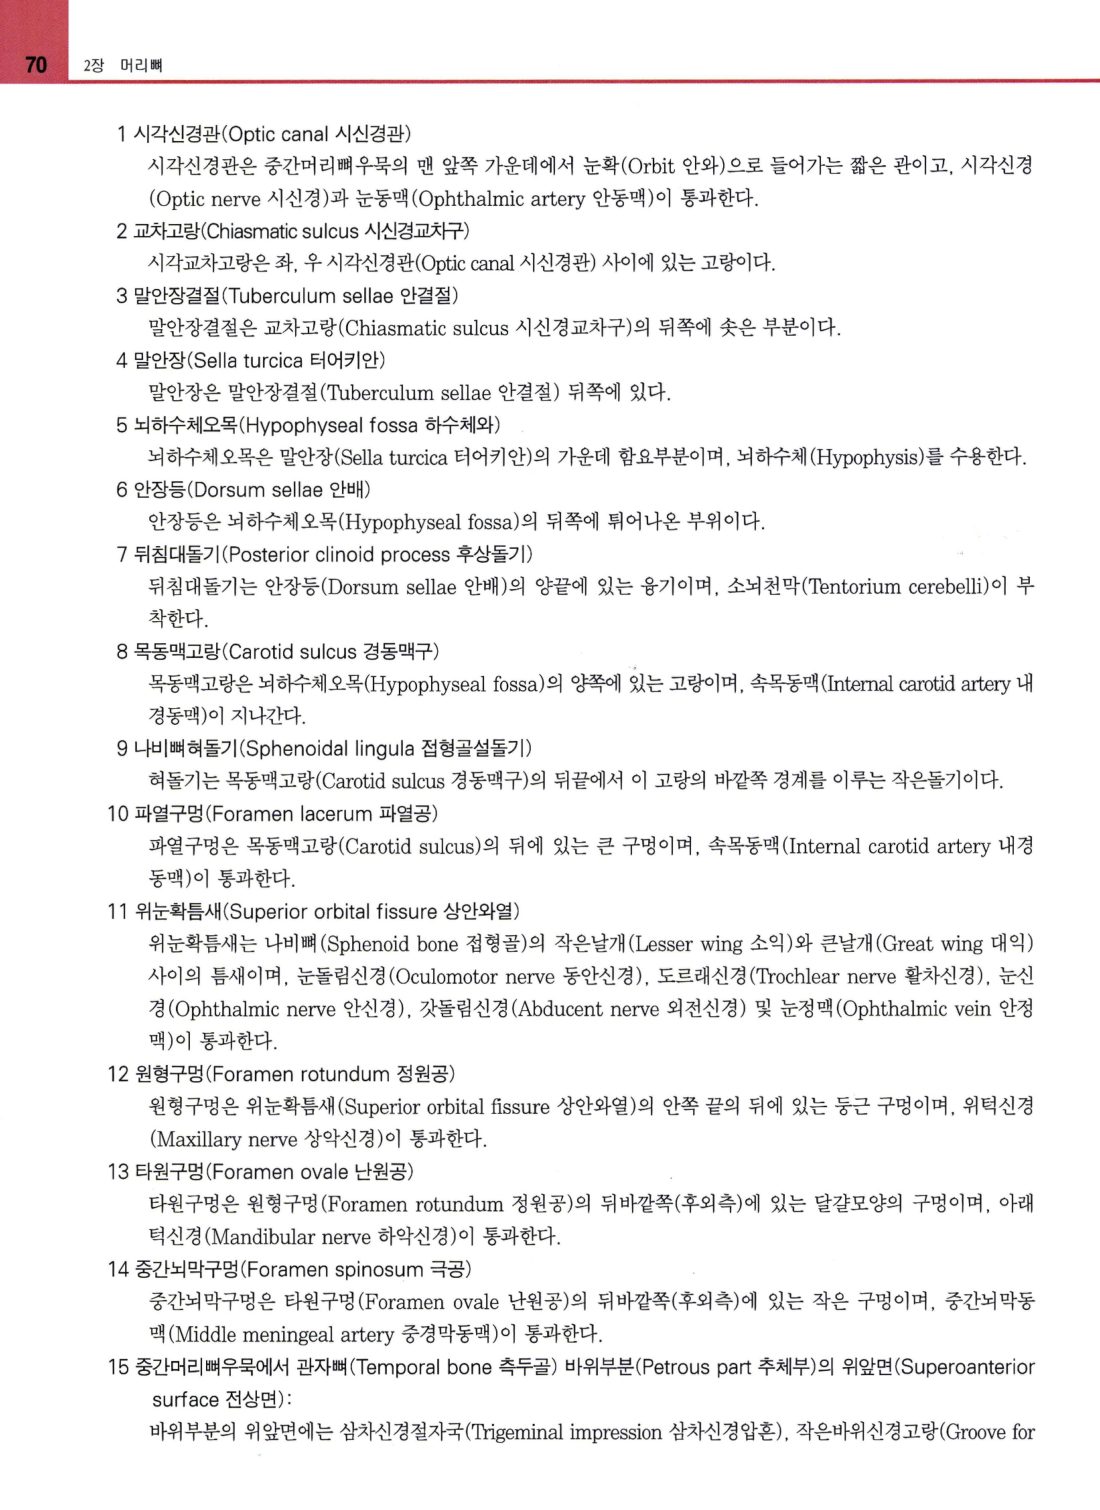 70 2장 머리뼈
1 시각신경관(Optic canal 시신경관)
시각신경관은 중간머리뼈우묵의 맨 앞쪽 가운데에서 눈확(Orbit 안와)으로 들어가는 짧은 관이고, 시각신경
(Optic nerve 시신경)과 눈동맥(Ophthalmic artery 안동맥)이 통과한다.
2 교차고랑(Chiasmatic sulcus 시신경교차구)
시각교차고랑은 좌, 우 시각신경관(Optic canal 시신경관) 사이에 있는 고랑이다.
3 말안장결절(Tuberculum sellae 안결절)
말안장결절은 교차고랑(Chiasmatic sulcus 시신경교차구)의 뒤쪽에 솟은 부분이다.
4 말안장(Sella turcica 터어키안)
말안장은 말안장결절(Tuberculum sellae 안결절) 뒤쪽에 있다.
5 뇌하수체오목(Hypophyseal fossa 하수체와)
뇌하수체오목은 말안장(Sella turcica 터어키안)의 가운데 함요부분이며, 뇌하수체(Hypophysis)를 수용한다.
6 안장등(Dorsum sellae 안배)
안장등은 뇌하수체오목(Hypophyseal fossa)의 뒤쪽에 튀어나온 부위이다.
7 뒤침대돌기(Posterior clinoid process 후상돌기)
뒤침대돌기는 안장등(Dorsum sellae 안배)의 양끝에 있는 융기이며, 소뇌천막(Tentorium cerebelli)이 부
착한다.
8 목동맥고랑(Carotid sulcus 경동맥구)
목동맥고랑은 뇌하수체오목(Hypophyseal fossa)의 양쪽에 있는 고랑이며, 속목동맥(Internal carotid artery 내
경동맥)이 지나간다.
9 나비뼈혀돌기(Sphenoidal lingula 접형골설돌기)
혀돌기는 목동맥고랑(Carotid sulcus 경동맥구)의 뒤끝에서 이 고랑의 바깥쪽 경계를 이루는 작은돌기이다.
10 파열구멍(Foramen lacerum 파열공)
파열구멍은 목동맥고랑(Carotid sulcus)의 뒤에 있는 큰 구멍이며, 속목동맥(Internal carotid artery 내경
동맥)이 통과한다.
11 위눈확틈새(Superior orbital fissure 상안와열)
위눈확틈새는 나비뼈(Sphenoid bone 접형골)의 작은날개(Lesser wing 소익)와 큰날개(Great wing 대익)
사이의 틈새이며, 눈돌림신경(Oculomotor nerve 동안신경), 도르래신경(Trochlear nerve 활차신경), 눈신
경(Ophthalmic nerve 안신경), 갓돌림신경(Abducent nerve 외전신경) 및 눈정맥(Ophthalmic vein 안정
맥)이 통과한다.
12 원형구멍(Foramen rotundum 정원공)
원형구멍은 위눈확틈새(Superior orbital fissure 상안와열)의 안쪽 끝의 뒤에 있는 둥근 구멍이며, 위턱신경
(Maxillary nerve 상악신경)이 통과한다.
13 타원구멍(Foramen ovale 난원공)
타원구멍은 원형구멍(Foramen rotundum 정원공)의 뒤바깥쪽(후외측)에 있는 달걀모양의 구멍이며, 아래
턱신경(Mandibular nerve 하악신경)이 통과한다.
14 중간뇌막구멍(Foramen spinosum 극공)
중간뇌막구멍은 타원구멍(Foramen ovale 난원공)의 뒤바깥쪽(후외측)에 있는 작은 구멍이며, 중간뇌막동
맥(Middle meningeal artery 중경막동맥)이 통과한다.
15 중간머리뼈우묵에서 관자뼈(Temporal bone 측두골) 바위부분(Petrous part 추체부)의 위앞면(Superoanterior
surface 전상면):
바위부분의 위앞면에는 삼차신경절자국(Trigeminal impression 삼차신경압흔), 작은바위신경고랑(Groove for